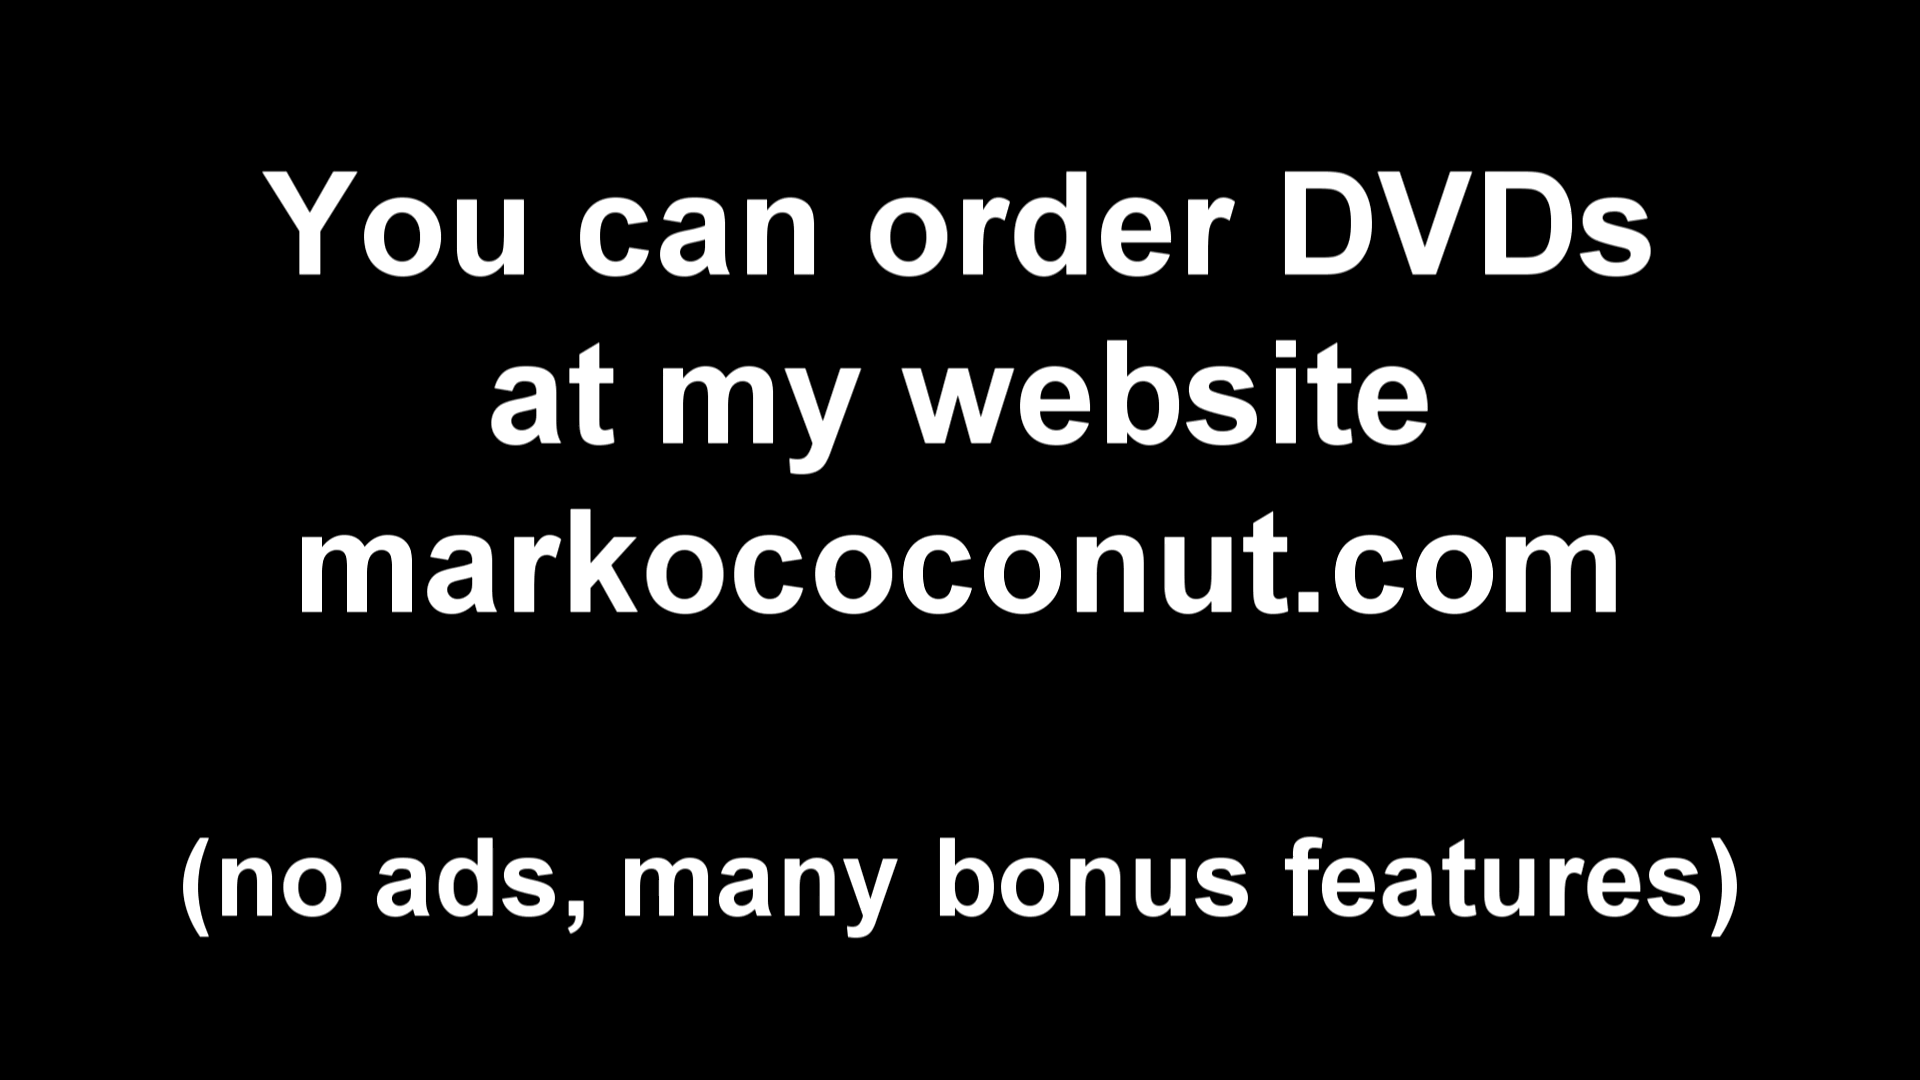 You can order DVDs
at my website
markococonut.com
(no ads, many bonus features)